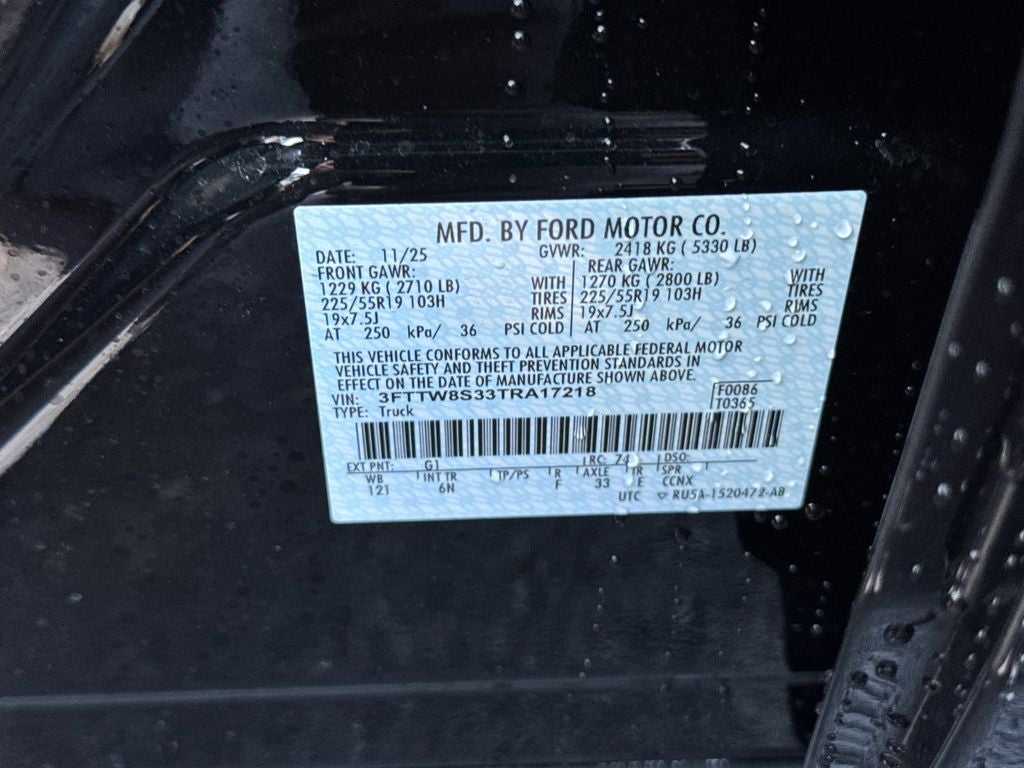 MFD. BY FORD MOTOR CO.
DATE: 11/25 GVWR: 2418 KG ( 5330 LB)
FRONT GAWR: REAR GAWR:
1229 KG ( 2710 LB) WITH 1270 KG ( 2800 LB) WITH
225/55R19 103H TIRES 225/55R19 103H TIRES
19x7.5J RIMS 19x7.5J RIMS
AT 250 kPa/ 36 PSI COLD AT 250 kPa/ 36 PSI COLD
THIS VEHICLE CONFORMS TO ALL APPLICABLE FEDERAL MOTOR
VEHICLE SAFETY AND THEFT PREVENTION STANDARDS IN
EFFECT ON THE DATE OF MANUFACTURE SHOWN ABOVE.
VIN: 3FTTW8S33TRA17218 F0086
TYPE: Truck T0365
EXT PNT: G1 RC: 74 DSO:
WB INT TR TP/PS R AXLE TR SPR
121 6N F 33 E CCNX
UTC RU5A-1520472-AB